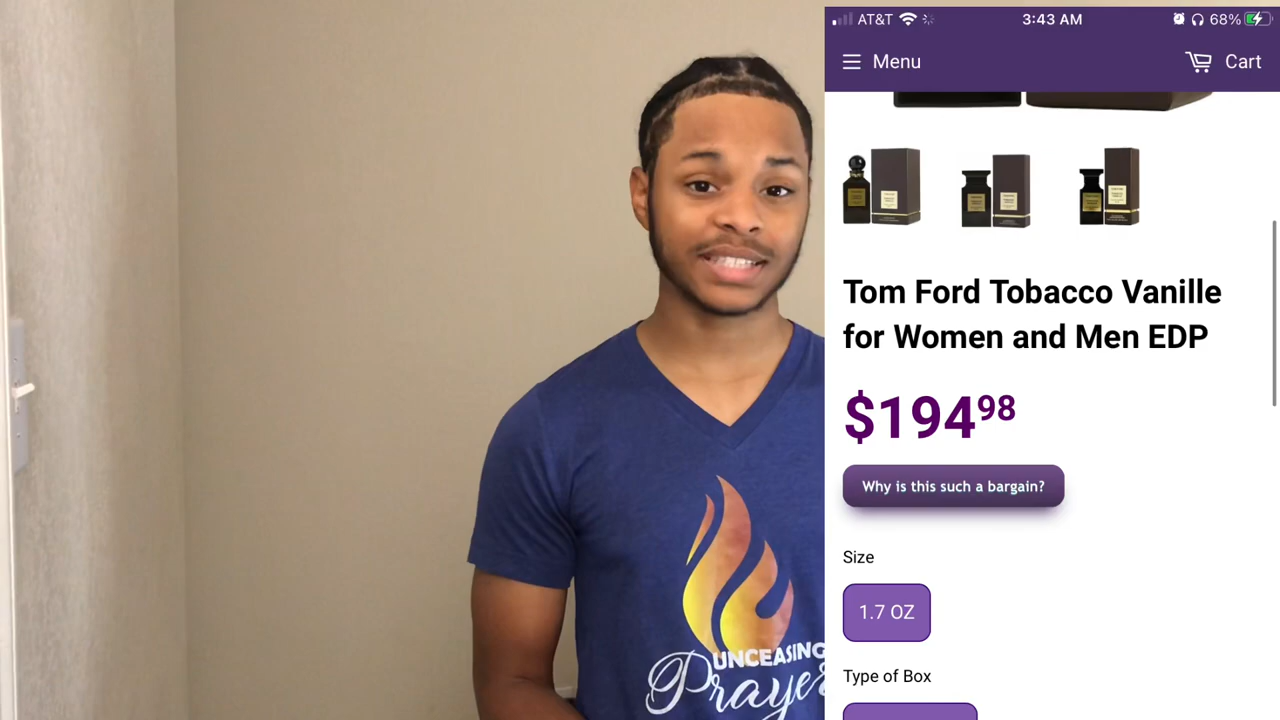 AT&T
3:43 AM
68%
Menu
Cart
Tom Ford Tobacco Vanille
for Women and Men EDP
$194.98
Why is this such a bargain?
Size
1.7 OZ
Type of Box
UNCEASING
Prayer